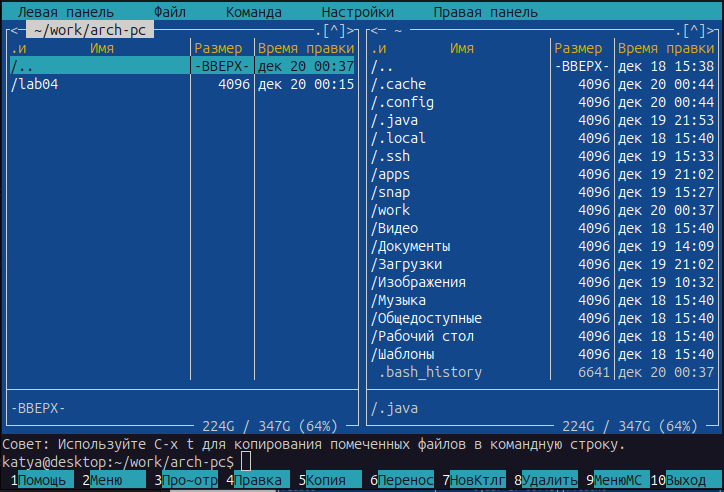 Левая панель Файл Команда Настройки Правая панель
<─ ~/work/arch-pc .[^]> <─ ~ .[^]>
.и Имя Размер Время правки .и Имя Размер Время правки
/.. -ВВЕРХ- дек 20 00:37 /.. -ВВЕРХ- дек 18 15:38
/lab04 4096 дек 20 00:15 /.cache 4096 дек 20 00:44
/.config 4096 дек 20 00:44
/.java 4096 дек 19 21:53
/.local 4096 дек 18 15:40
/.ssh 4096 дек 19 15:33
/apps 4096 дек 19 21:02
/snap 4096 дек 19 15:27
/work 4096 дек 20 00:37
/Видео 4096 дек 18 15:40
/Документы 4096 дек 19 14:09
/Загрузки 4096 дек 19 21:02
/Изображения 4096 дек 19 10:32
/Музыка 4096 дек 18 15:40
/Общедоступные 4096 дек 18 15:40
/Рабочий стол 4096 дек 18 15:40
/Шаблоны 4096 дек 18 15:40
.bash_history 6641 дек 20 00:37
-ВВЕРХ- /.java
224G / 347G (64%) 224G / 347G (64%)
Совет: Используйте C-x t для копирования помеченных файлов в командную строку.
katya@desktop:~/work/arch-pc$
1Помощь 2Меню 3Про~отр 4Правка 5Копия 6Перенос 7НовКтлг 8Удалить 9МенюMC 10Выход